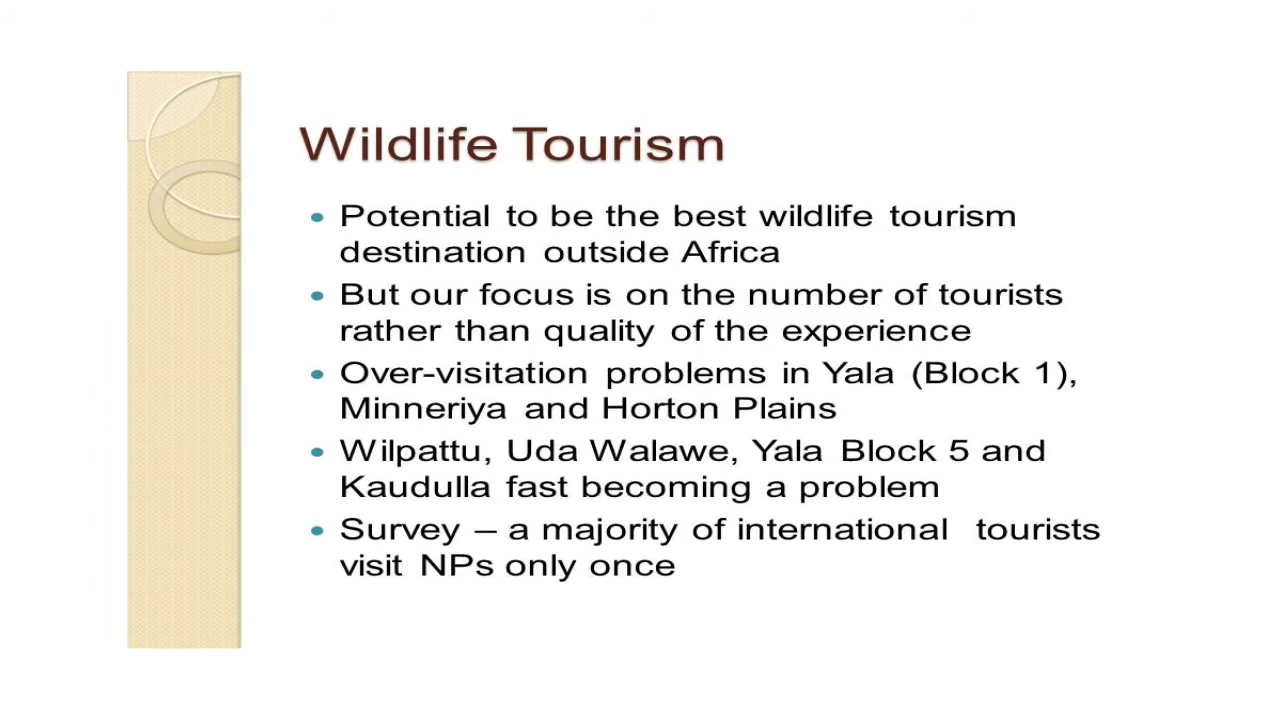 Wildlife Tourism
• Potential to be the best wildlife tourism
destination outside Africa
• But our focus is on the number of tourists
rather than quality of the experience
• Over-visitation problems in Yala (Block 1),
Minneriya and Horton Plains
• Wilpattu, Uda Walawe, Yala Block 5 and
Kaudulla fast becoming a problem
• Survey – a majority of international tourists
visit NPs only once